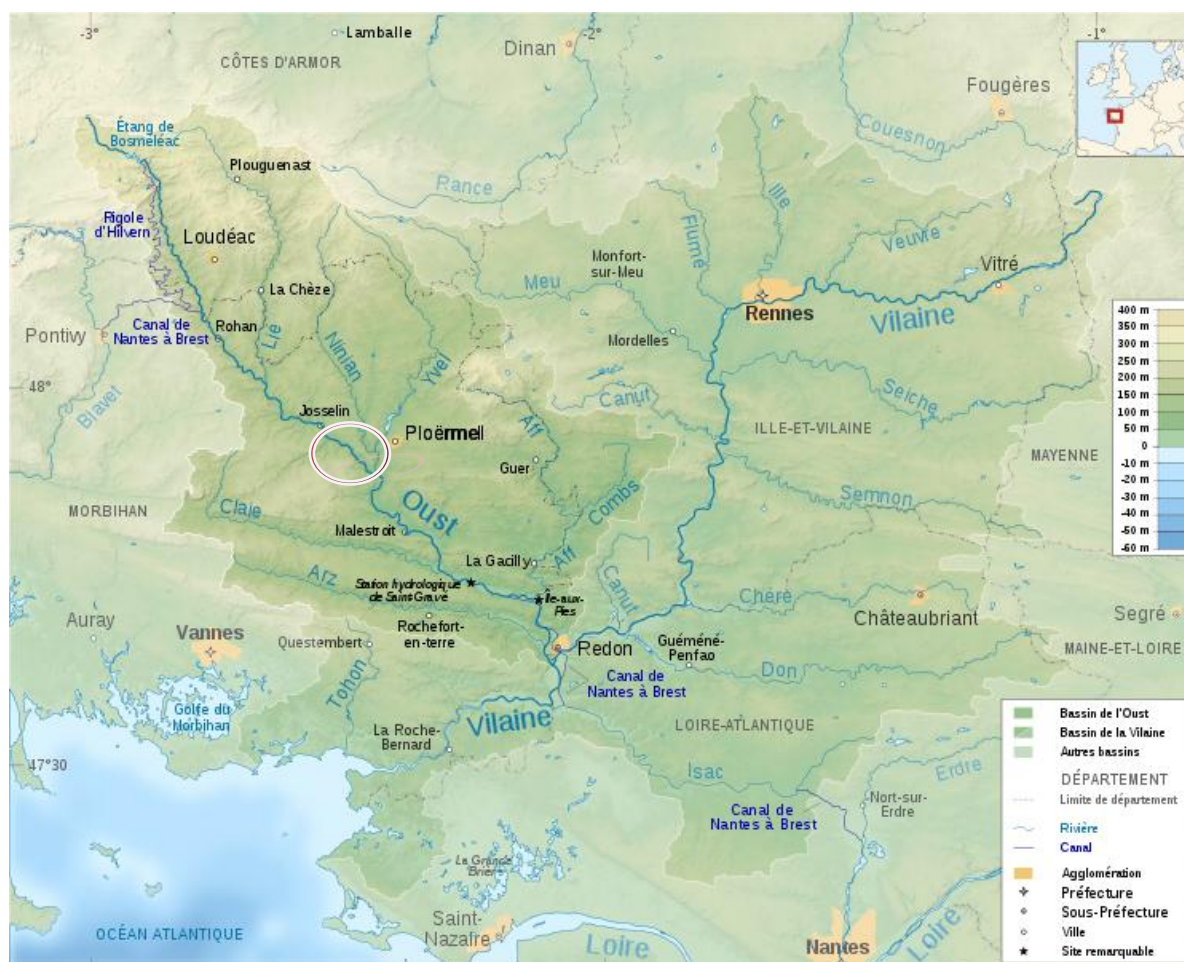 -3°
-2°
-1°
Lamballe
Dinan
CÔTES D'ARMOR
Fougères
Étang de
Bosméléac
Couesnon
Plouguenast
Rance
Ille
Rigole
d'Hilvern
Loudéac
Flume
Veuvre
Monfort-
sur-Meu
Vitré
La Chèze
Meu
Rennes
Vilaine
400 m
350 m
300 m
250 m
200 m
150 m
100 m
50 m
0
-10 m
-20 m
-30 m
-40 m
-50 m
-60 m
Pontivy
Canal de
Nantes à Brest
Rohan
Lie
Ninian
Yvel
Mordelles
48°
Blavet
Canut
Seiche
Josselin
Ploërmell
Aff
ILLE-ET-VILAINE
MAYENNE
Guer
Semnon
Claie
Oust
Combs
MORBIHAN
Malestroit
La Gacilly
Aff
Arz
Station hydrologique
de Saint-Gravé
Île-aux-
Pies
Canut
Chère
Châteaubriant
Segré
Auray
Vannes
Rochefort-
en-terre
Questembert
Redon
Guéméné-
Penfao
MAINE-ET-LOIRE
Don
Tohon
Canal de
Nantes à Brest
Golfe du
Morbihan
Vilaine
LOIRE-ATLANTIQUE
La Roche-
Bernard
47°30
Isac
Erdre
Nort-sur-
Erdre
Canal de
Nantes à Brest
La Grande
Brière
OCÉAN ATLANTIQUE
Saint-
Nazaire
Loire
Nantes
Loire
Bassin de l'Oust
Bassin de la Vilaine
Autres bassins
DÉPARTEMENT
Limite de département
Rivière
Canal
Agglomération
Préfecture
Sous-Préfecture
Ville
Site remarquable